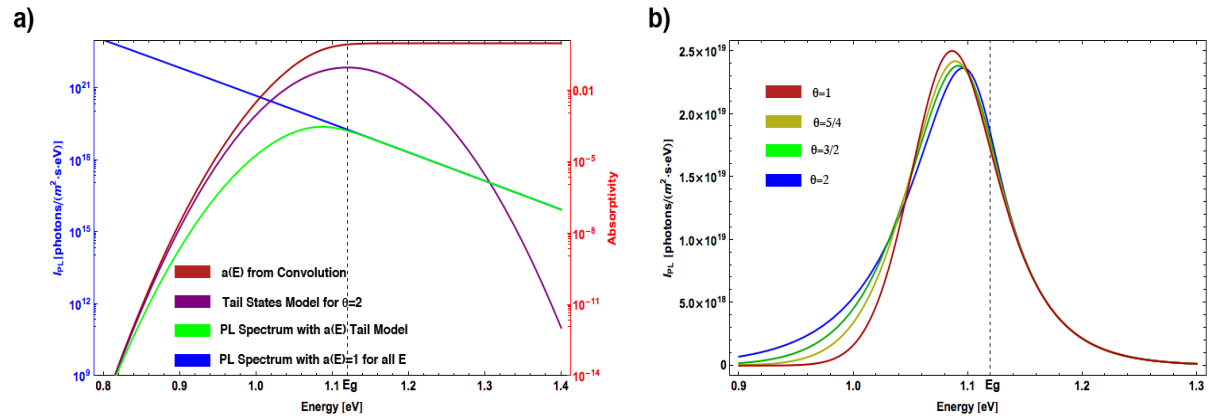 a)
b)
10^21
10^18
10^15
10^12
10^9
I_PL[photons/(m^2·s·eV)]
0.01
10^-5
10^-8
10^-11
10^-14
Absorptivity
a(E) from Convolution
Tail States Model for θ=2
PL Spectrum with a(E) Tail Model
PL Spectrum with a(E)=1 for all E
0.8 0.9 1.0 1.1 Eg 1.2 1.3 1.4
Energy [eV]
2.5×10^19
2.0×10^19
1.5×10^19
1.0×10^19
5.0×10^18
0
I_PL [photons/(m^2·s·eV)]
θ=1
θ=5/4
θ=3/2
θ=2
0.9 1.0 1.1 Eg 1.2 1.3
Energy [eV]